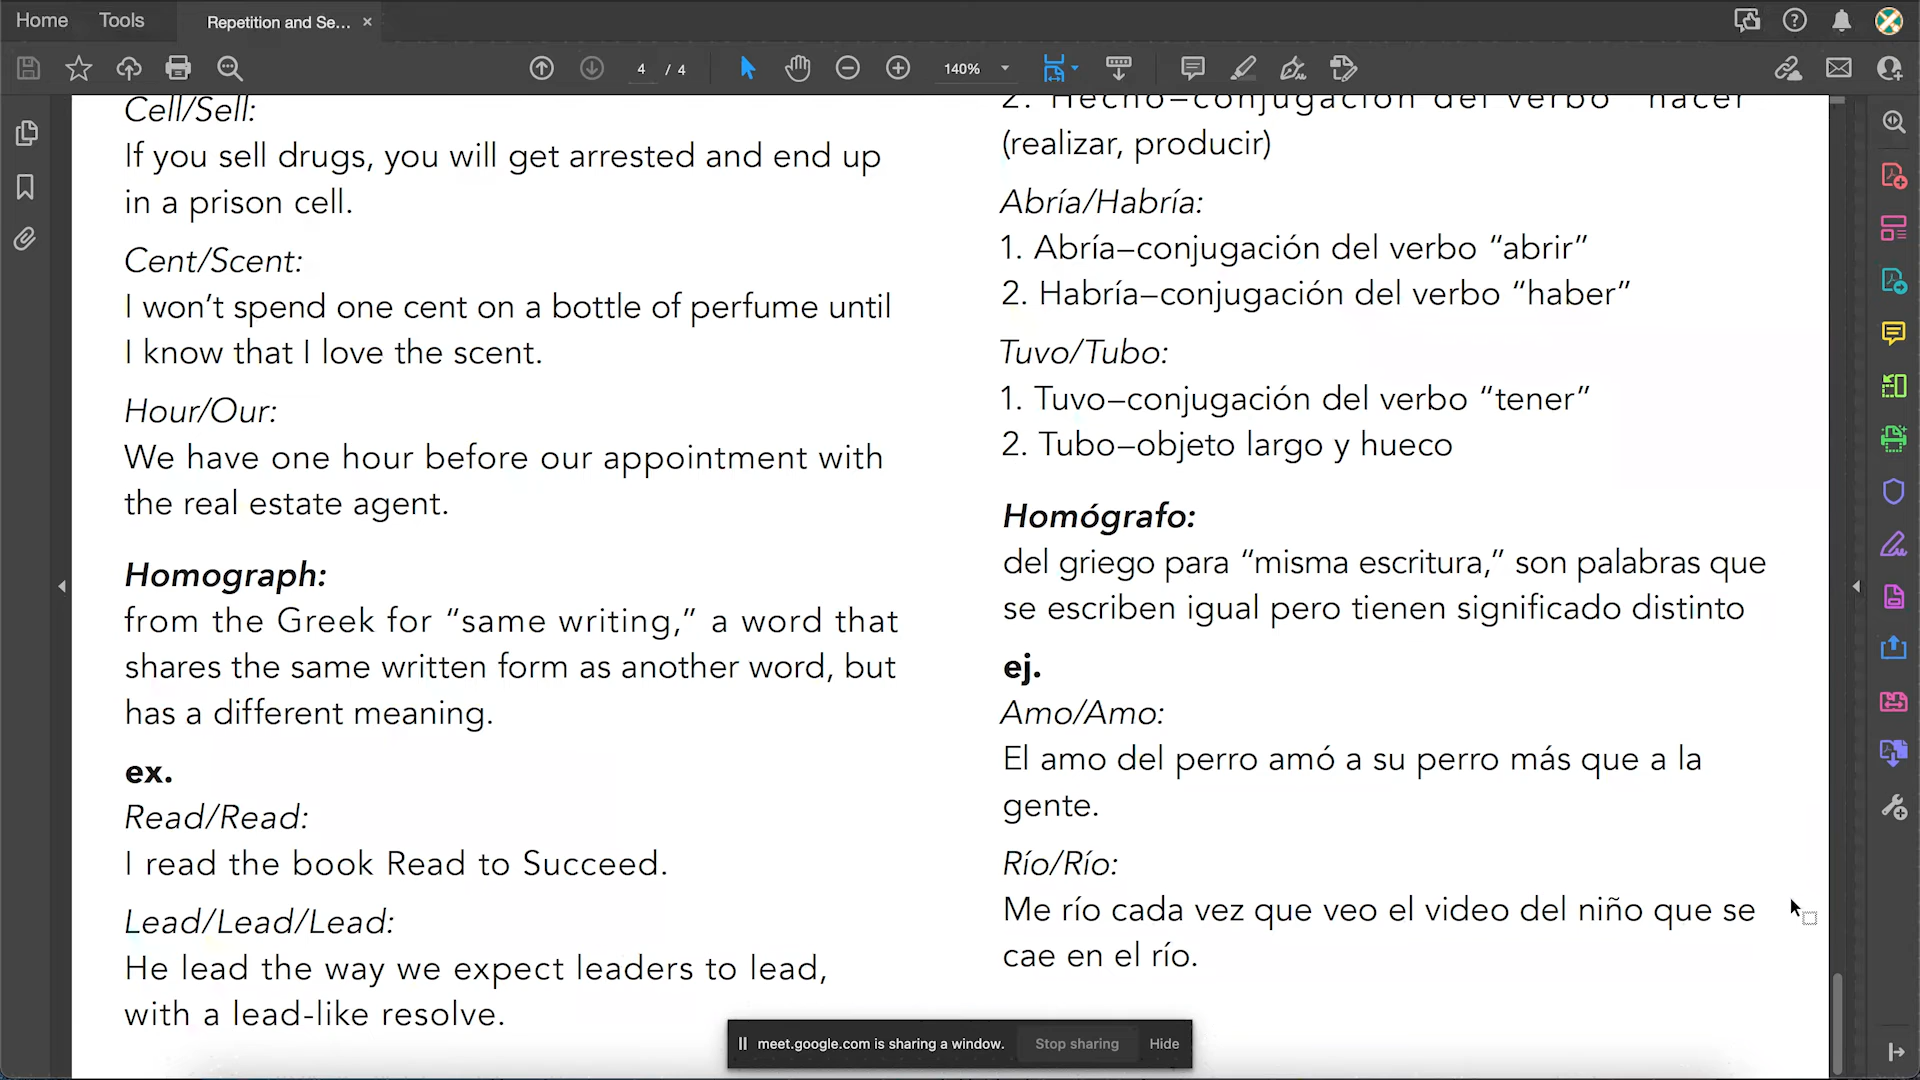 Home Tools Repetition and Se... ×
4 / 4 140%
Cell/Sell:
If you sell drugs, you will get arrested and end up
in a prison cell.
Cent/Scent:
I won’t spend one cent on a bottle of perfume until
I know that I love the scent.
Hour/Our:
We have one hour before our appointment with
the real estate agent.
Homograph:
from the Greek for “same writing,” a word that
shares the same written form as another word, but
has a different meaning.
ex.
Read/Read:
I read the book Read to Succeed.
Lead/Lead/Lead:
He lead the way we expect leaders to lead,
with a lead-like resolve.
2. Hecho—conjugación del verbo “hacer”
(realizar, producir)
Abría/Habría:
1. Abría—conjugación del verbo “abrir”
2. Habría—conjugación del verbo “haber”
Tuvo/Tubo:
1. Tuvo—conjugación del verbo “tener”
2. Tubo—objeto largo y hueco
Homógrafo:
del griego para “misma escritura,” son palabras que
se escriben igual pero tienen significado distinto
ej.
Amo/Amo:
El amo del perro amó a su perro más que a la
gente.
Río/Río:
Me río cada vez que veo el video del niño que se
cae en el río.
meet.google.com is sharing a window. Stop sharing Hide